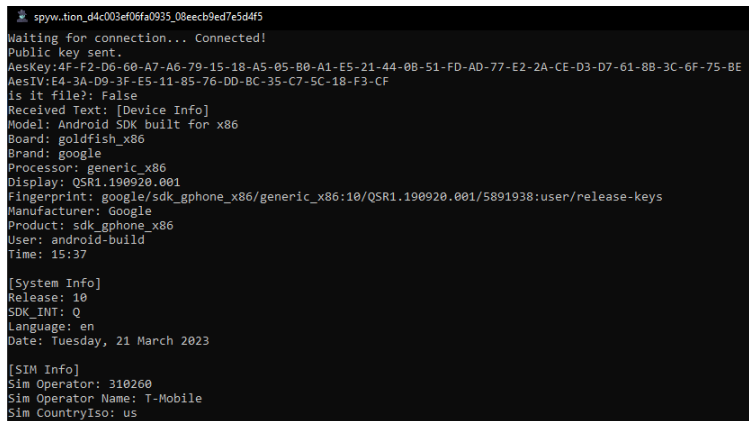 spyw..tion_d4c003ef06fa0935_08eecb9ed7e5d4f5
Waiting for connection... Connected!
Public key sent.
AesKey:4F-F2-D6-60-A7-A6-79-15-18-A5-05-B0-A1-E5-21-44-0B-51-FD-AD-77-E2-2A-CE-D3-D7-61-8B-3C-6F-75-BE
AesIV:E4-3A-D9-3F-E5-11-85-76-DD-BC-35-C7-5C-18-F3-CF
is it file?: False
Received Text: [Device Info]
Model: Android SDK built for x86
Board: goldfish_x86
Brand: google
Processor: generic_x86
Display: QSR1.190920.001
Fingerprint: google/sdk_gphone_x86/generic_x86:10/QSR1.190920.001/5891938:user/release-keys
Manufacturer: Google
Product: sdk_gphone_x86
User: android-build
Time: 15:37
[System Info]
Release: 10
SDK_INT: Q
Language: en
Date: Tuesday, 21 March 2023
[SIM Info]
Sim Operator: 310260
Sim Operator Name: T-Mobile
Sim CountryIso: us